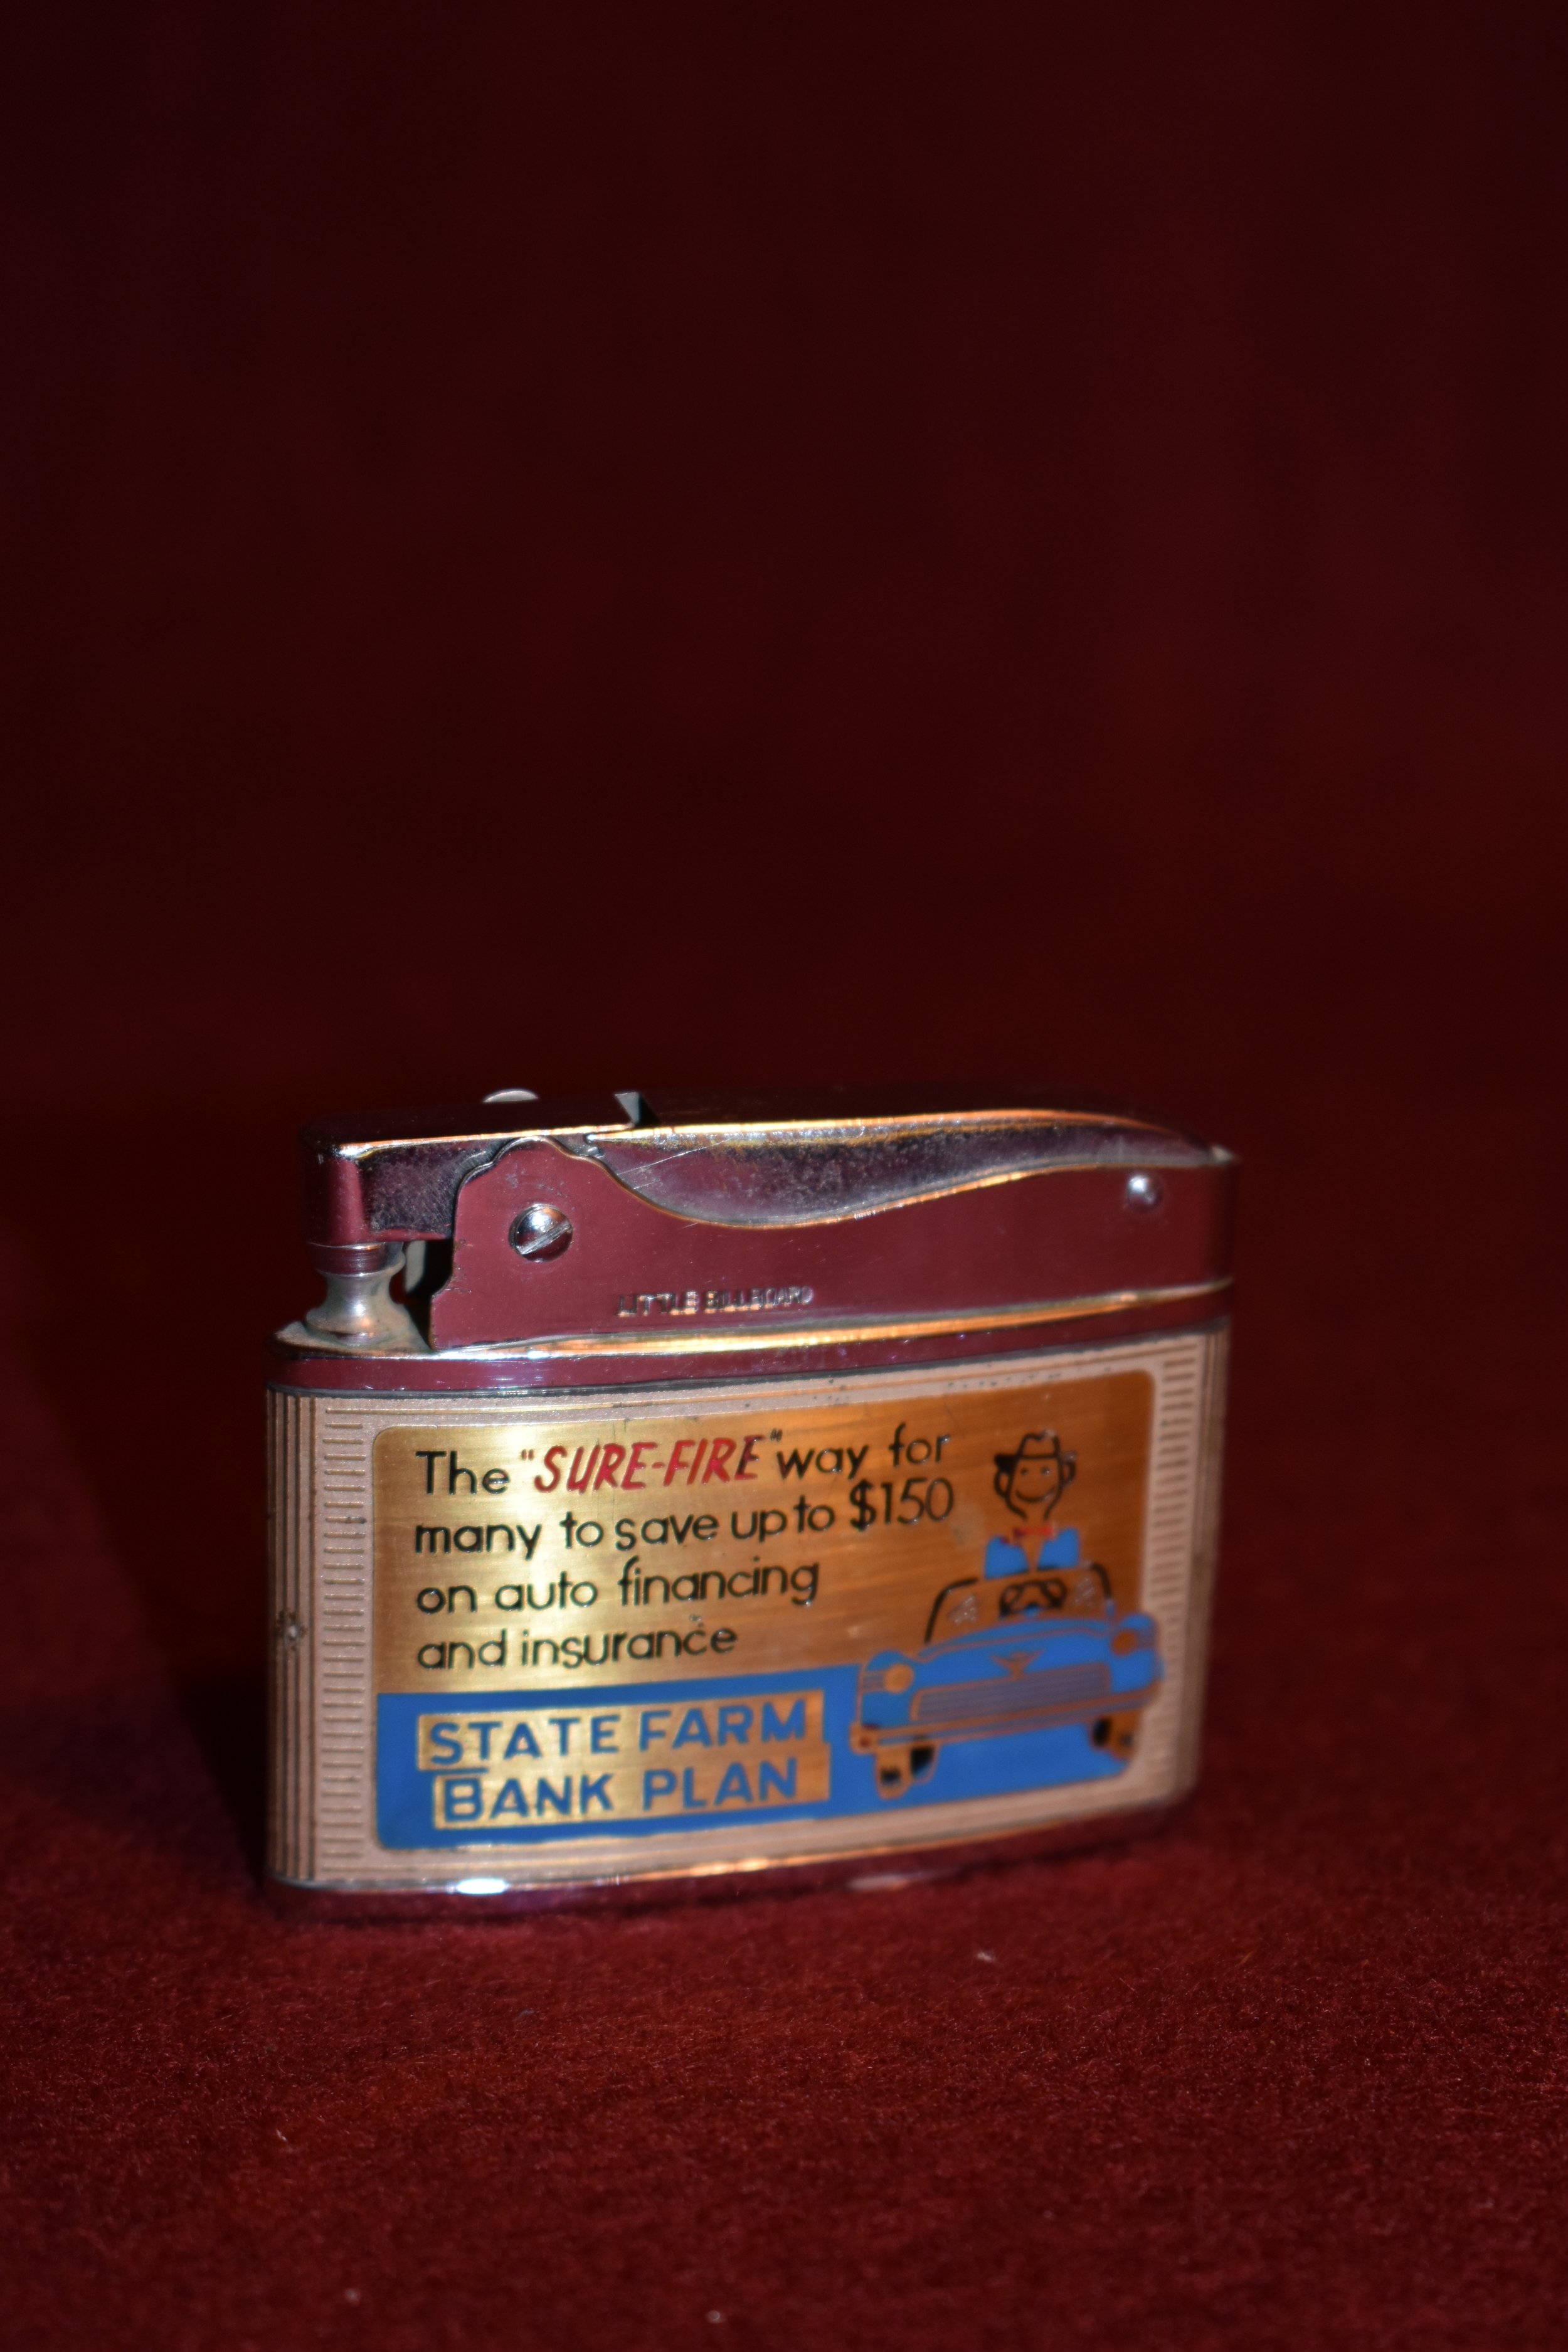 LITTLE BILLBOARD
The "SURE-FIRE" way for
many to save up to $150
on auto financing
and insurance
STATE FARM
BANK PLAN